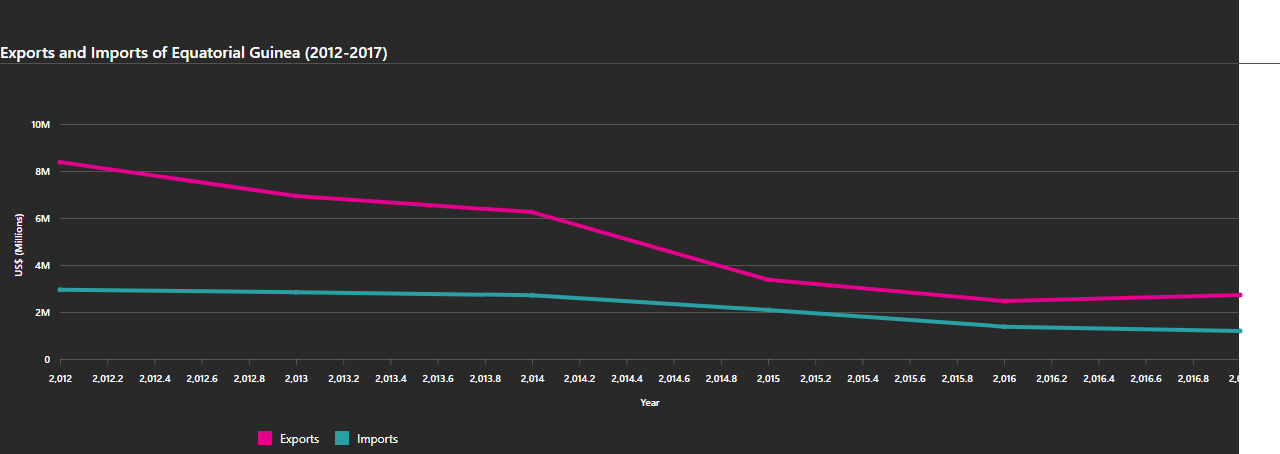 Exports and Imports of Equatorial Guinea (2012-2017)
10M
8M
6M
4M
2M
0
US$ (Millions)
2,012 2,012.2 2,012.4 2,012.6 2,012.8 2,013 2,013.2 2,013.4 2,013.6 2,013.8 2,014 2,014.2 2,014.4 2,014.6 2,014.8 2,015 2,015.2 2,015.4 2,015.6 2,015.8 2,016 2,016.2 2,016.4 2,016.6 2,016.8
Year
Exports Imports